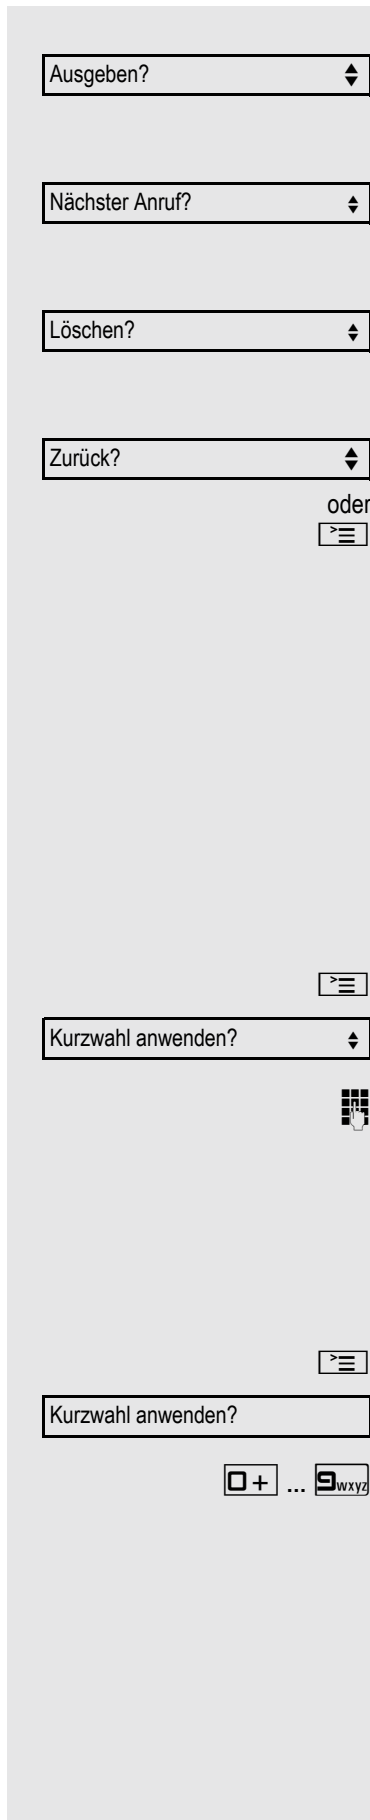 Ausgeben?
Nächster Anruf?
Löschen?
Zurück?
oder
Kurzwahl anwenden?
Kurzwahl anwenden?
0 + ... 9wxyz